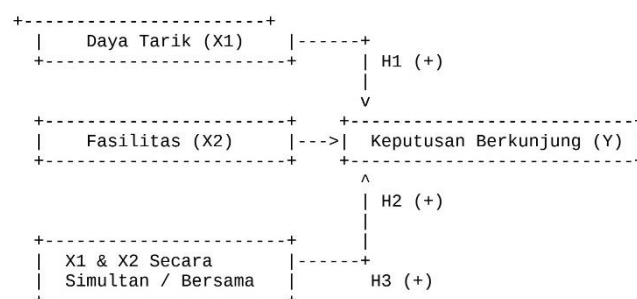 Daya Tarik (X1)
H1 (+)
Fasilitas (X2)
Keputusan Berkunjung (Y)
H2 (+)
X1 & X2 Secara
Simultan / Bersama
H3 (+)